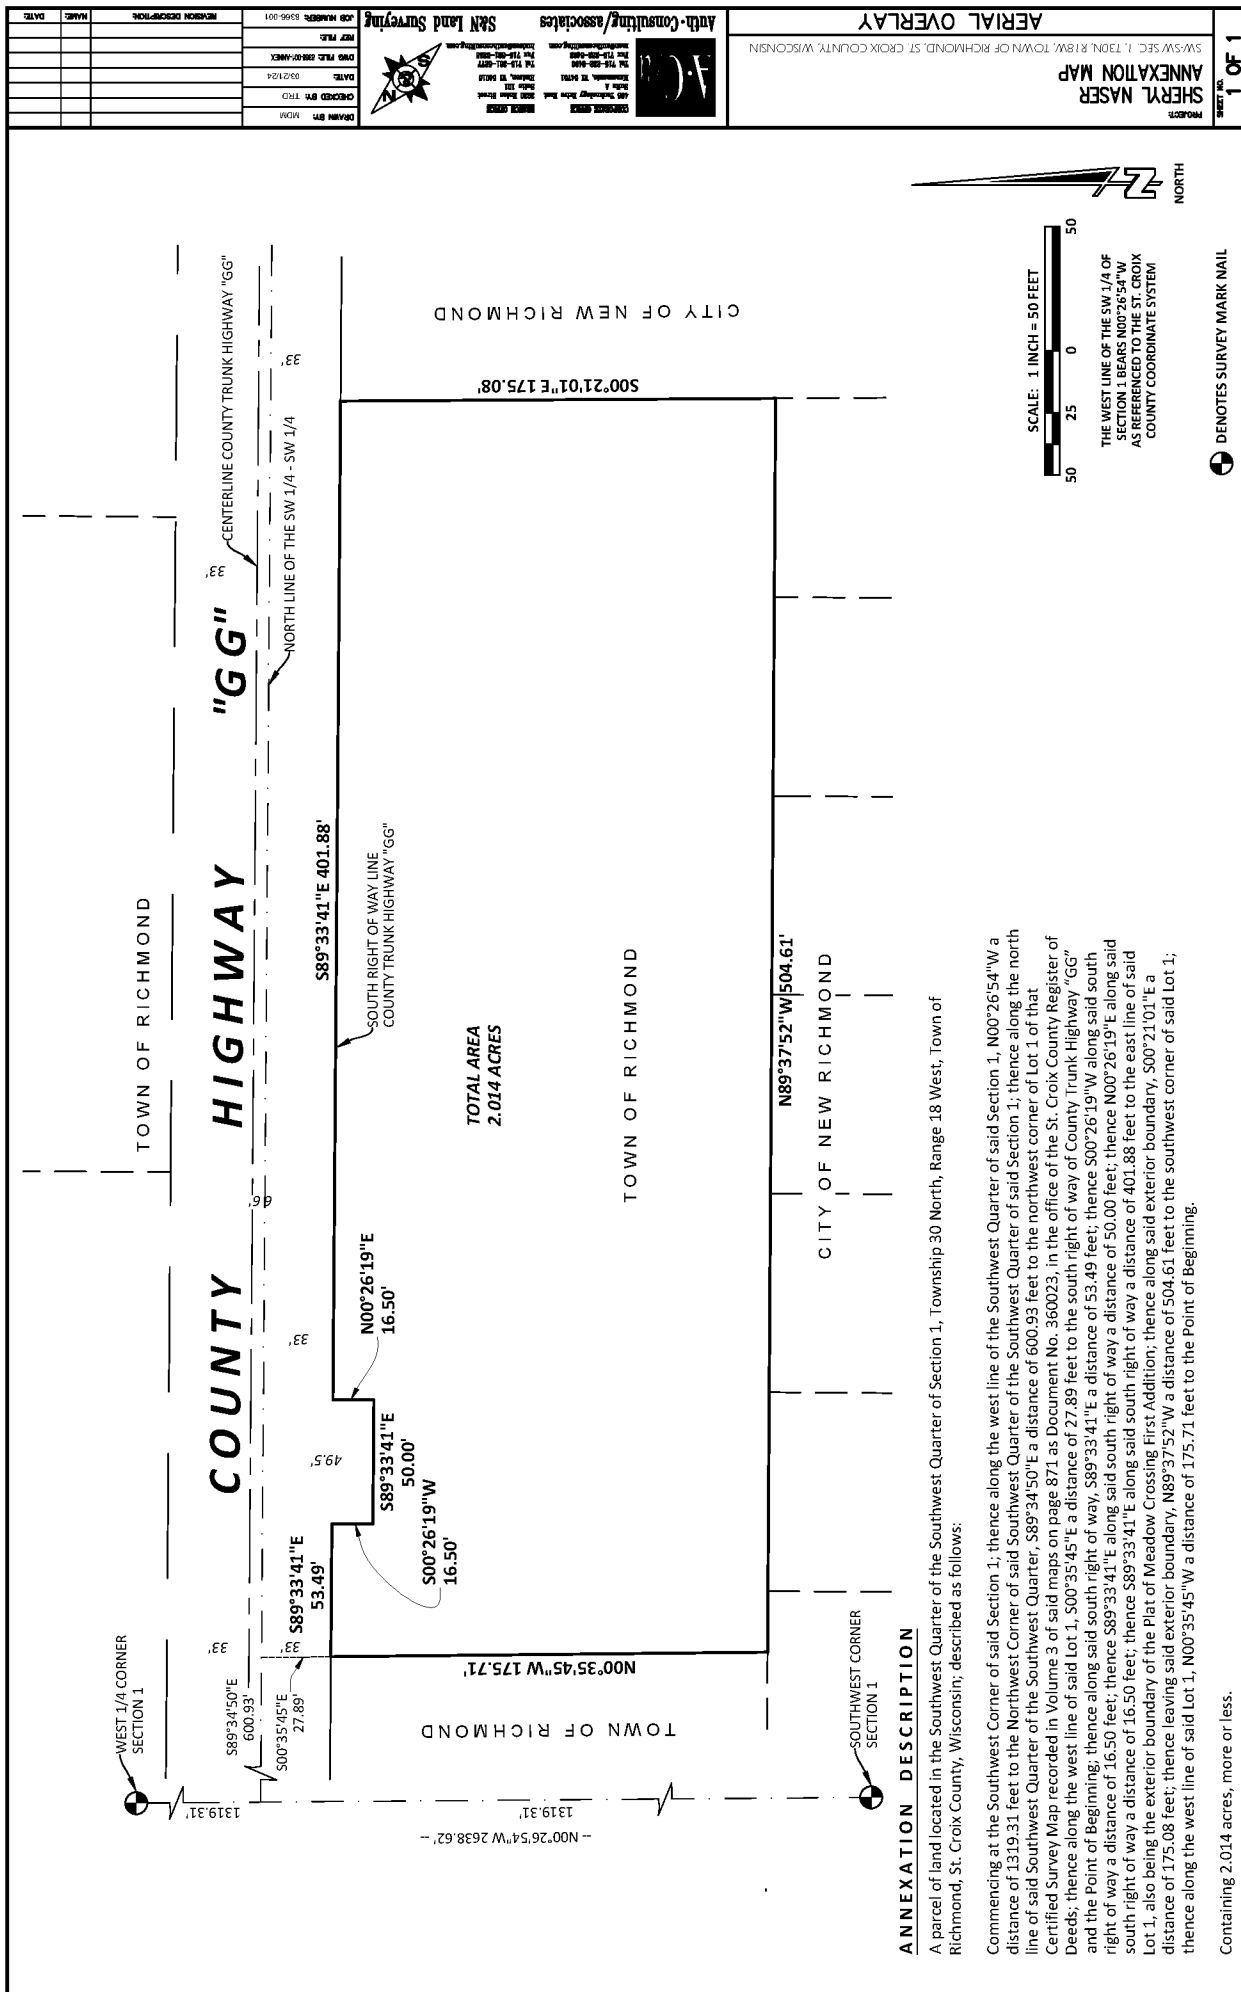 WEST 1/4 CORNER
SECTION 1
S89°34'50"E
600.93'
S00°35'45"E
27.89'
33'
33'
1319.31'
1319.31'
-- N00°26'54"W 2638.62' --
SOUTHWEST CORNER
SECTION 1
TOWN OF RICHMOND
COUNTY HIGHWAY "GG"
66'
33'
33'
33'
CENTERLINE COUNTY TRUNK HIGHWAY "GG"
NORTH LINE OF THE SW 1/4 - SW 1/4
S89°33'41"E
53.49'
49.5'
S00°26'19"W
16.50'
S89°33'41"E
50.00'
N00°26'19"E
16.50'
S89°33'41"E 401.88'
SOUTH RIGHT OF WAY LINE
COUNTY TRUNK HIGHWAY "GG"
TOTAL AREA
2.014 ACRES
TOWN OF RICHMOND
TOWN OF RICHMOND
N00°35'45"W 175.71'
S00°21'01"E 175.08'
CITY OF NEW RICHMOND
N89°37'52"W 504.61'
CITY OF NEW RICHMOND
SCALE: 1 INCH = 50 FEET
50 25 0 50
NORTH
THE WEST LINE OF THE SW 1/4 OF
SECTION 1 BEARS N00°26'54"W
AS REFERENCED TO THE ST. CROIX
COUNTY COORDINATE SYSTEM
DENOTES SURVEY MARK NAIL
ANNEXATION DESCRIPTION
A parcel of land located in the Southwest Quarter of the Southwest Quarter of Section 1, Township 30 North, Range 18 West, Town of
Richmond, St. Croix County, Wisconsin; described as follows:
Commencing at the Southwest Corner of said Section 1; thence along the west line of the Southwest Quarter of said Section 1, N00°26'54"W a
distance of 1319.31 feet to the Northwest Corner of said Southwest Quarter of the Southwest Quarter of said Section 1; thence along the north
line of said Southwest Quarter of the Southwest Quarter, S89°34'50"E a distance of 600.93 feet to the northwest corner of Lot 1 of that
Certified Survey Map recorded in Volume 3 of said maps on page 871 as Document No. 360023, in the office of the St. Croix County Register of
Deeds; thence along the west line of said Lot 1, S00°35'45"E a distance of 27.89 feet to the south right of way of County Trunk Highway "GG"
and the Point of Beginning; thence along said south right of way, S89°33'41"E a distance of 53.49 feet; thence S00°26'19"W along said south
right of way a distance of 16.50 feet; thence S89°33'41"E along said south right of way a distance of 50.00 feet; thence N00°26'19"E along said
south right of way a distance of 16.50 feet; thence S89°33'41"E along said south right of way a distance of 401.88 feet to the east line of said
Lot 1, also being the exterior boundary of the Plat of Meadow Crossing First Addition; thence along said exterior boundary, S00°21'01"E a
distance of 175.08 feet; thence leaving said exterior boundary, N89°37'52"W a distance of 504.61 feet to the southwest corner of said Lot 1;
thence along the west line of said Lot 1, N00°35'45"W a distance of 175.71 feet to the Point of Beginning.
Containing 2.014 acres, more or less.
SHEET NO.
1 OF 1
PROJECT:
SHERYL NASER
ANNEXATION MAP
SW-SW SEC. 1, T30N, R18W, TOWN OF RICHMOND, ST. CROIX COUNTY, WISCONSIN
AERIAL OVERLAY
A·C/a
CORPORATE OFFICE
BRANCH OFFICE
Auth·Consulting/associates
S&N Land Surveying
N
S
DRAWN BY: MDM
CHECKED BY: TRD
DATE: 03/21/24
DWG FILE: 8366-001-ANNEX
REF FILE:
JOB NUMBER: 8366-001
REVISION DESCRIPTION: NAME: DATE: